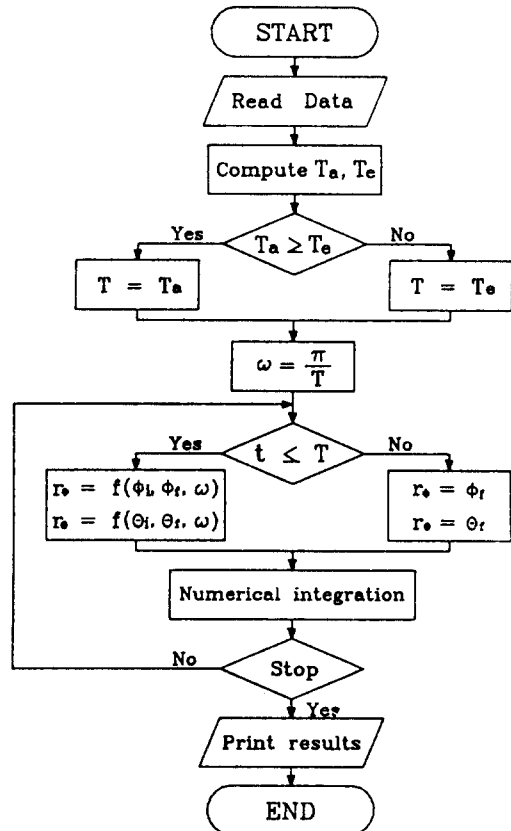 START
Read Data
Compute Ta, Te
Ta ≥ Te
Yes
No
T = Ta
T = Te
ω = π/T
t ≤ T
Yes
No
r = f(ϕi, ϕf, ω)
r = f(Θi, Θf, ω)
r = ϕf
r = Θf
Numerical integration
Stop
No
Yes
Print results
END